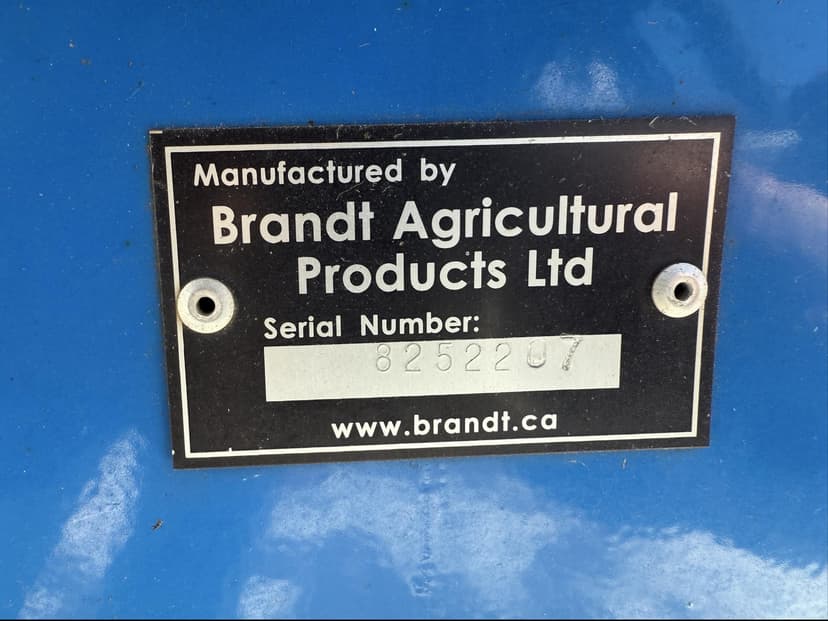 Manufactured by
Brandt Agricultural
Products Ltd
Serial Number:
8252207
www.brandt.ca